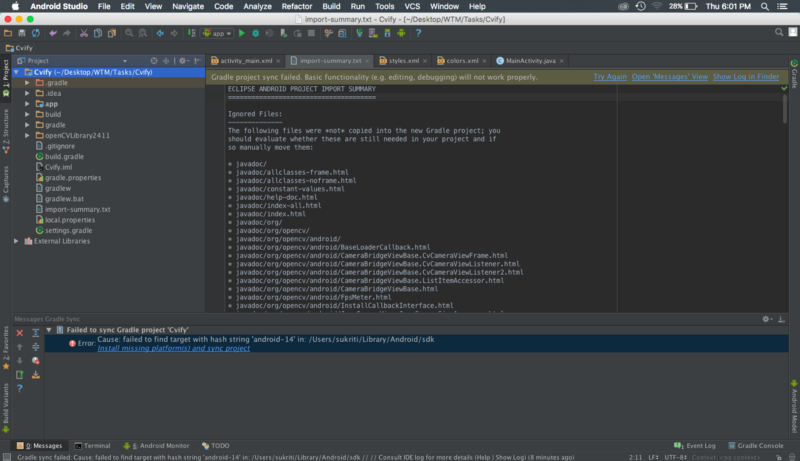 Android Studio File Edit View Navigate Code Analyze Refactor Build Run Tools VCS Window Help 28% Thu 6:01 PM
import-summary.txt - Cvify - [~/Desktop/WTM/Tasks/Cvify]
app
Cvify
Project
activity_main.xml
import-summary.txt
styles.xml
colors.xml
MainActivity.java
1: Project
Z: Structure
Captures
2: Favorites
Build Variants
Gradle
Android Model
Cvify (~/Desktop/WTM/Tasks/Cvify)
.gradle
.idea
app
build
gradle
openCVLibrary2411
.gitignore
build.gradle
Cvify.iml
gradle.properties
gradlew
gradlew.bat
import-summary.txt
local.properties
settings.gradle
External Libraries
Gradle project sync failed. Basic functionality (e.g. editing, debugging) will not work properly.
Try Again Open 'Messages' View Show Log in Finder
ECLIPSE ANDROID PROJECT IMPORT SUMMARY
======================================
Ignored Files:
--------------
The following files were *not* copied into the new Gradle project; you
should evaluate whether these are still needed in your project and if
so manually move them:
* javadoc/
* javadoc/allclasses-frame.html
* javadoc/allclasses-noframe.html
* javadoc/constant-values.html
* javadoc/help-doc.html
* javadoc/index-all.html
* javadoc/index.html
* javadoc/org/
* javadoc/org/opencv/
* javadoc/org/opencv/android/
* javadoc/org/opencv/android/BaseLoaderCallback.html
* javadoc/org/opencv/android/CameraBridgeViewBase.CvCameraViewFrame.html
* javadoc/org/opencv/android/CameraBridgeViewBase.CvCameraViewListener.html
* javadoc/org/opencv/android/CameraBridgeViewBase.CvCameraViewListener2.html
* javadoc/org/opencv/android/CameraBridgeViewBase.ListItemAccessor.html
* javadoc/org/opencv/android/CameraBridgeViewBase.html
* javadoc/org/opencv/android/FpsMeter.html
* javadoc/org/opencv/android/InstallCallbackInterface.html
Messages Gradle Sync
Failed to sync Gradle project 'Cvify'
Error: Cause: failed to find target with hash string 'android-14' in: /Users/sukriti/Library/Android/sdk
Install missing platform(s) and sync project
0: Messages
Terminal
6: Android Monitor
TODO
1 Event Log
Gradle Console
Gradle sync failed: Cause: failed to find target with hash string 'android-14' in: /Users/sukriti/Library/Android/sdk // // Consult IDE log for more details (Help | Show Log) (8 minutes ago)
2:11 LF÷ UTF-8÷ Context: <no context>